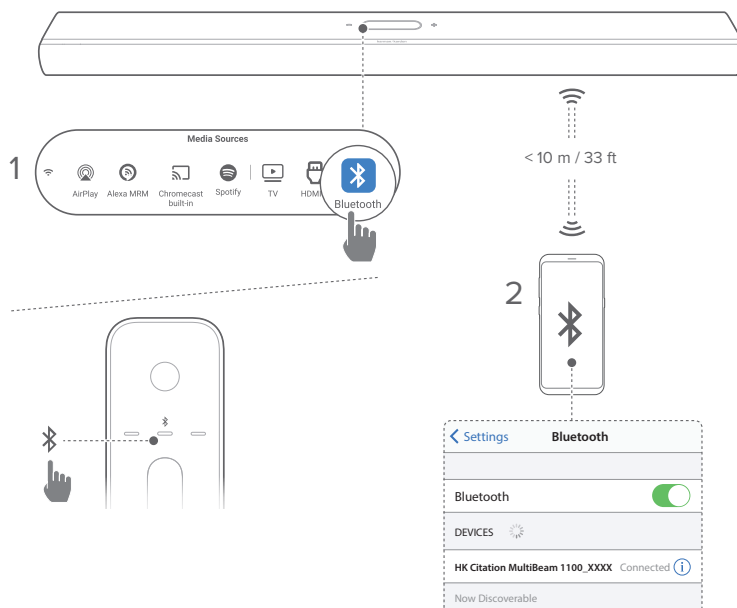 Media Sources
1
AirPlay
Alexa MRM
Chromecast
built-in
Spotify
TV
HDMI
Bluetooth
< 10 m / 33 ft
2
Settings
Bluetooth
Bluetooth
DEVICES
HK Citation MultiBeam 1100_XXXX Connected
Now Discoverable